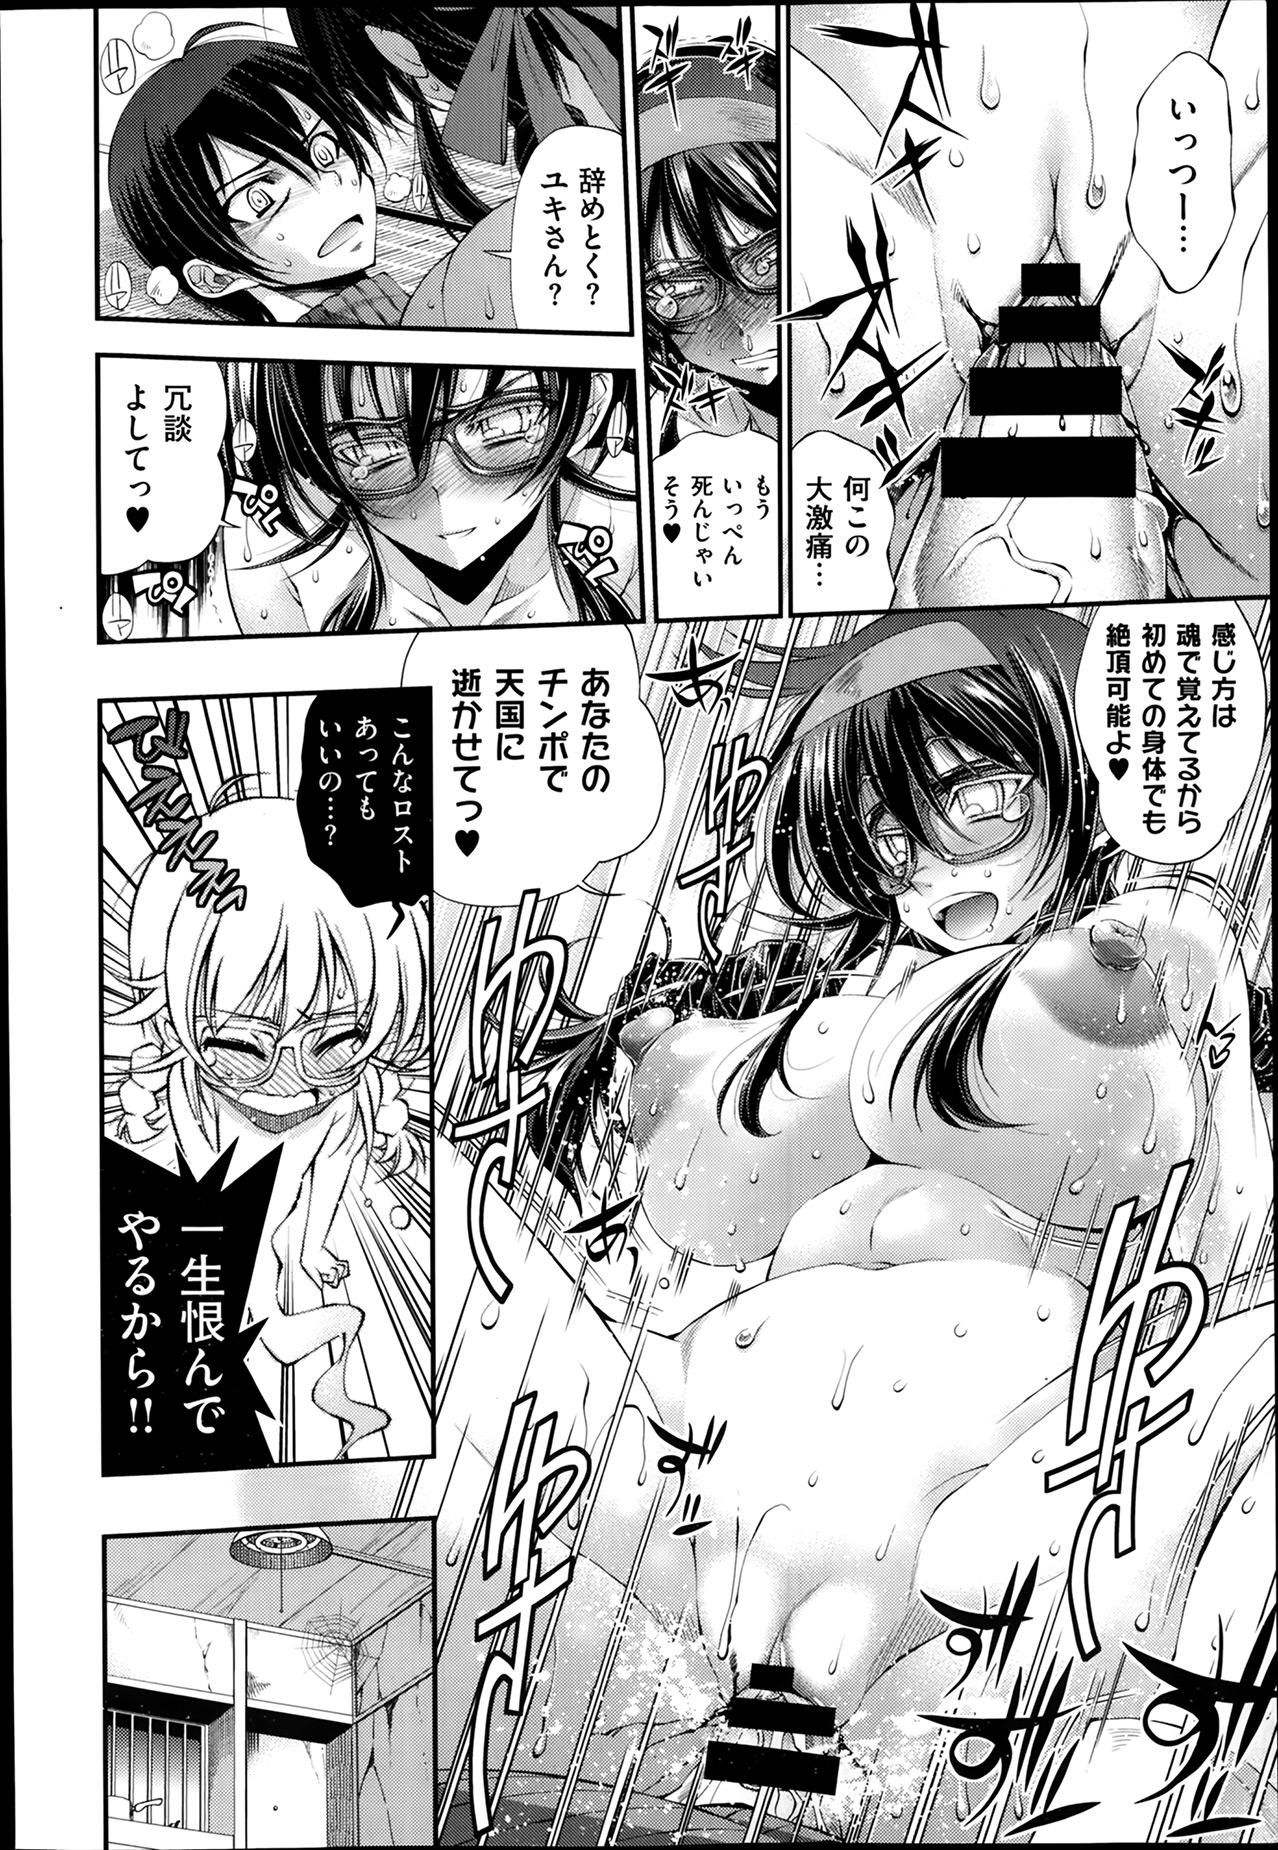 いっつー…
何この
大激痛…
もう
いっぺん
死んじゃい
そう♥
辞めとく？
ユキさん？
冗談
よしてっ♥
感じ方は
魂で覚えてるから
初めての身体でも
絶頂可能よ♥
あなたの
チンポで
天国に
逝かせてっ♥
こんなロスト
あっても
いいの…？
一生恨んで
やるから!!